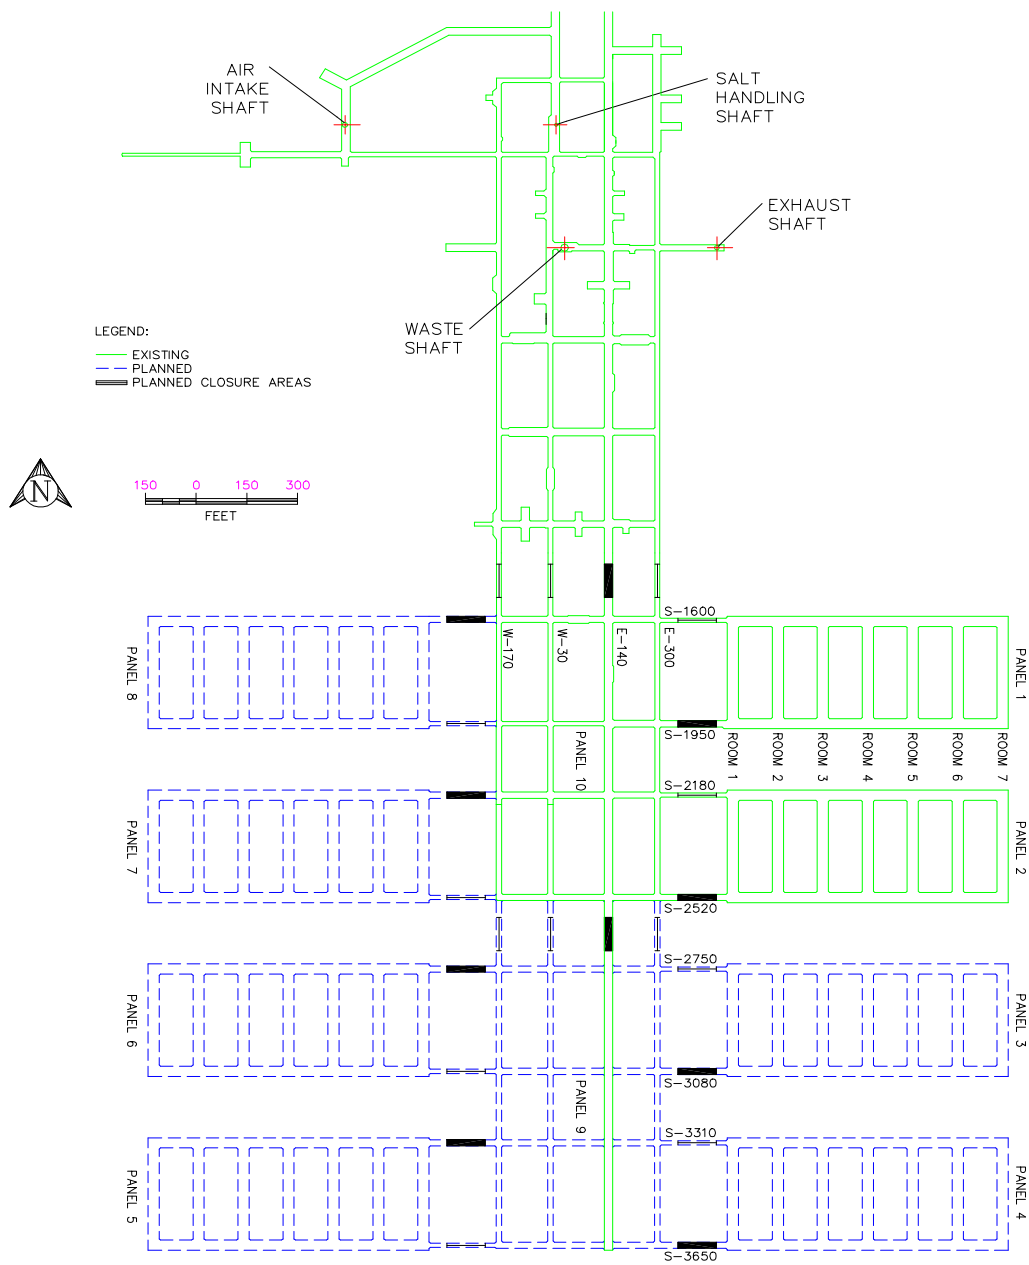 AIR
INTAKE
SHAFT
SALT
HANDLING
SHAFT
EXHAUST
SHAFT
WASTE
SHAFT
LEGEND:
EXISTING
PLANNED
PLANNED CLOSURE AREAS
N
150 0 150 300
FEET
S-1600
W-170
W-30
E-140
E-300
PANEL 8
PANEL 1
S-1950
PANEL 10
ROOM 1
ROOM 2
ROOM 3
ROOM 4
ROOM 5
ROOM 6
ROOM 7
S-2180
PANEL 7
PANEL 2
S-2520
S-2750
PANEL 6
PANEL 3
S-3080
PANEL 9
S-3310
PANEL 5
PANEL 4
S-3650